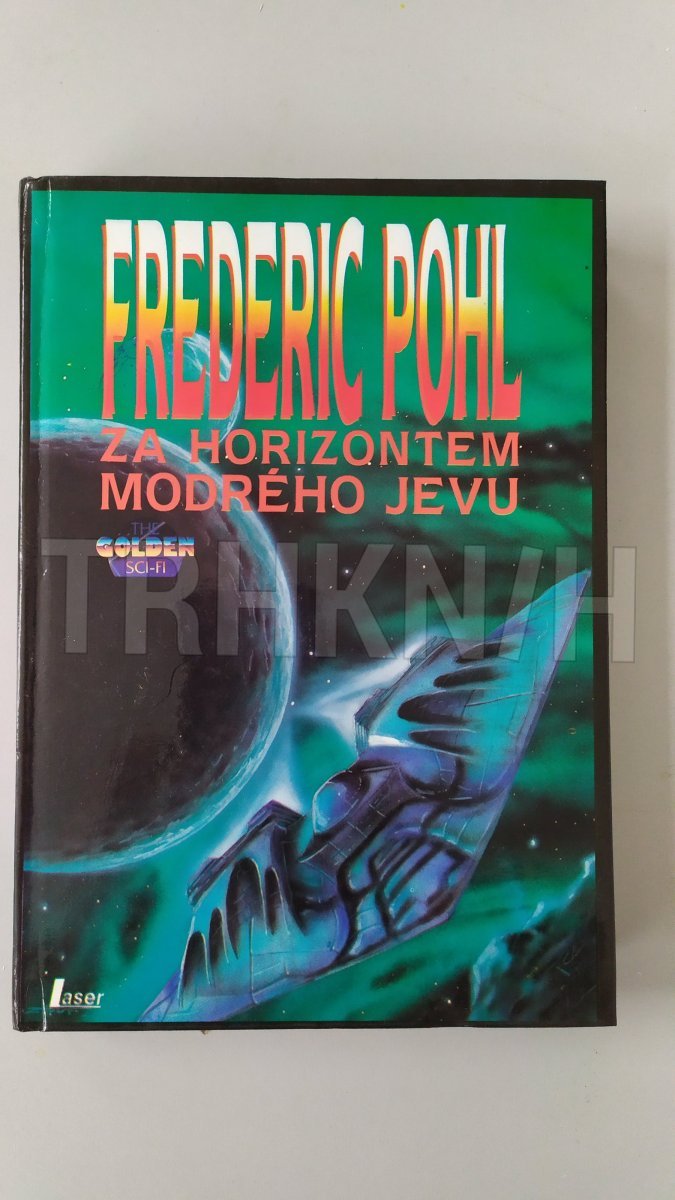 FREDERIC POHL
ZA HORIZONTEM
MODRÉHO JEVU
THE
GOLDEN
SCI-FI
TRHKNIH
Laser